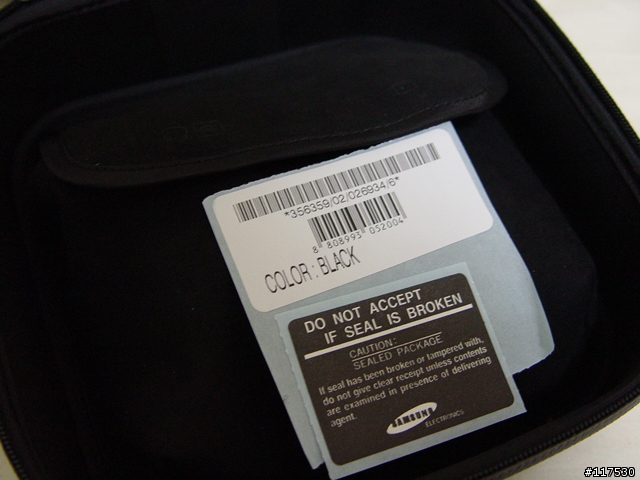 *356359/02/026934/6*
8 808993 052004
COLOR : BLACK
DO NOT ACCEPT
IF SEAL IS BROKEN
CAUTION:
SEALED PACKAGE
If seal has been broken or tampered with,
do not give clear receipt unless contents
are examined in presence of delivering
agent.
SAMSUNG
ELECTRONICS
#117530